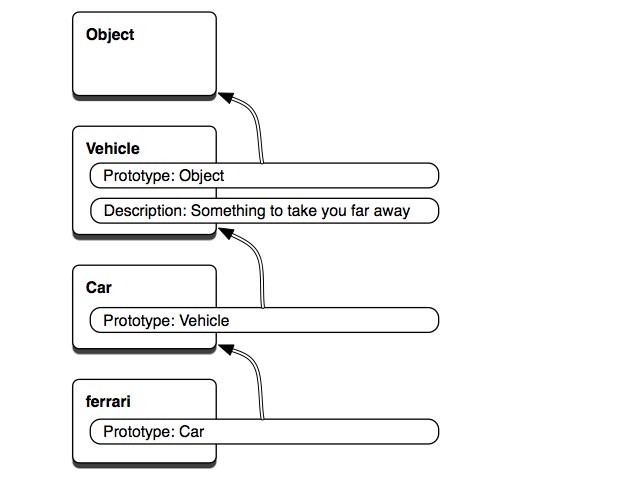 Object
Vehicle
Prototype: Object
Description: Something to take you far away
Car
Prototype: Vehicle
ferrari
Prototype: Car